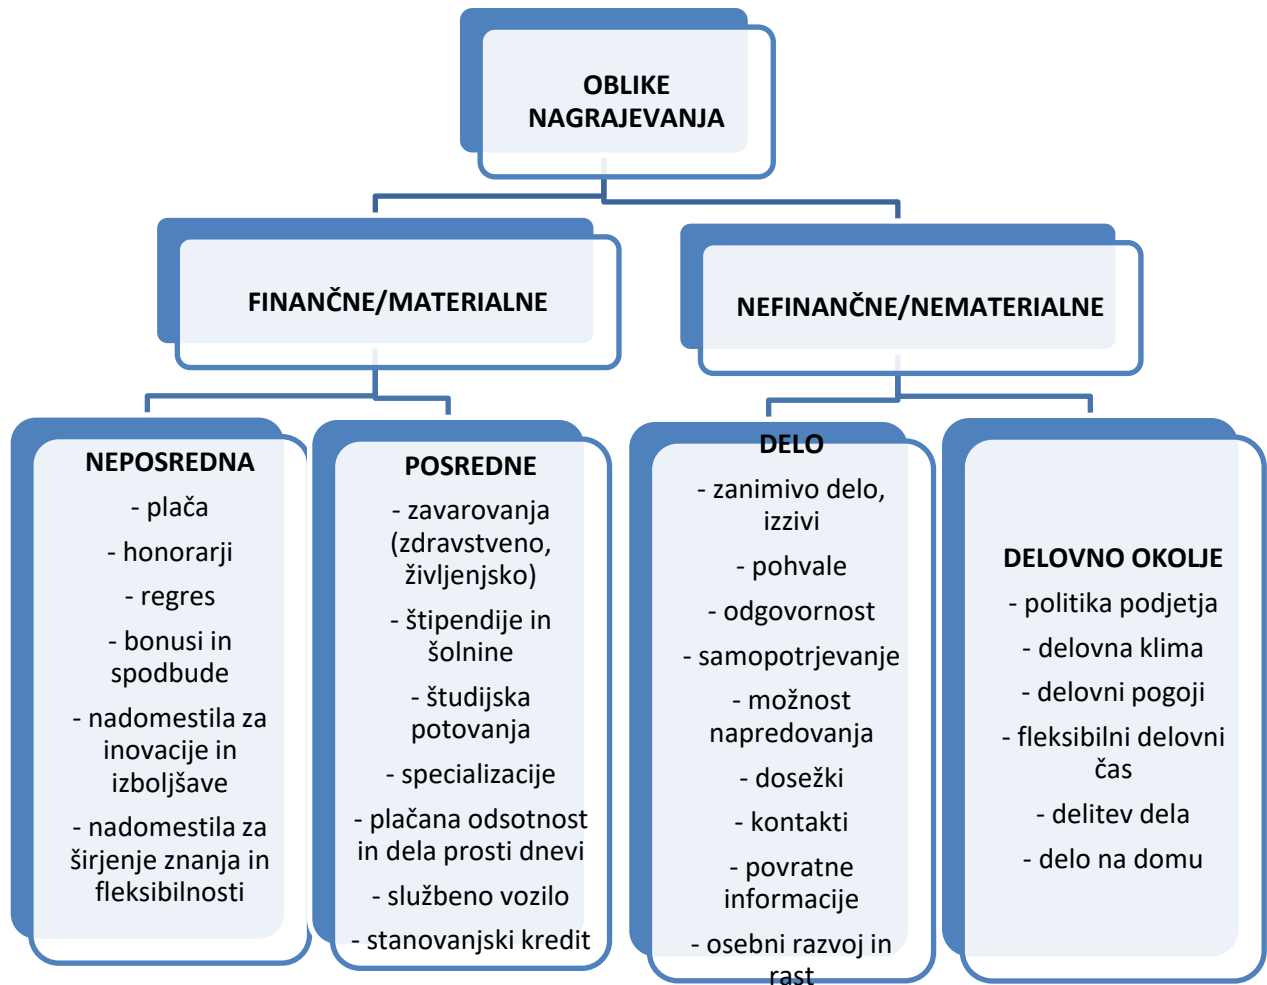 OBLIKE
NAGRAJEVANJA
FINANČNE/MATERIALNE
NEFINANČNE/NEMATERIALNE
NEPOSREDNA
- plača
- honorarji
- regres
- bonusi in
spodbude
- nadomestila za
inovacije in
izboljšave
- nadomestila za
širjenje znanja in
fleksibilnosti
POSREDNE
- zavarovanja
(zdravstveno,
življenjsko)
- štipendije in
šolnine
- študijska
potovanja
- specializacije
- plačana odsotnost
in dela prosti dnevi
- službeno vozilo
- stanovanjski kredit
DELO
- zanimivo delo,
izzivi
- pohvale
- odgovornost
- samopotrjevanje
- možnost
napredovanja
- dosežki
- kontakti
- povratne
informacije
- osebni razvoj in
rast
DELOVNO OKOLJE
- politika podjetja
- delovna klima
- delovni pogoji
- fleksibilni delovni
čas
- delitev dela
- delo na domu